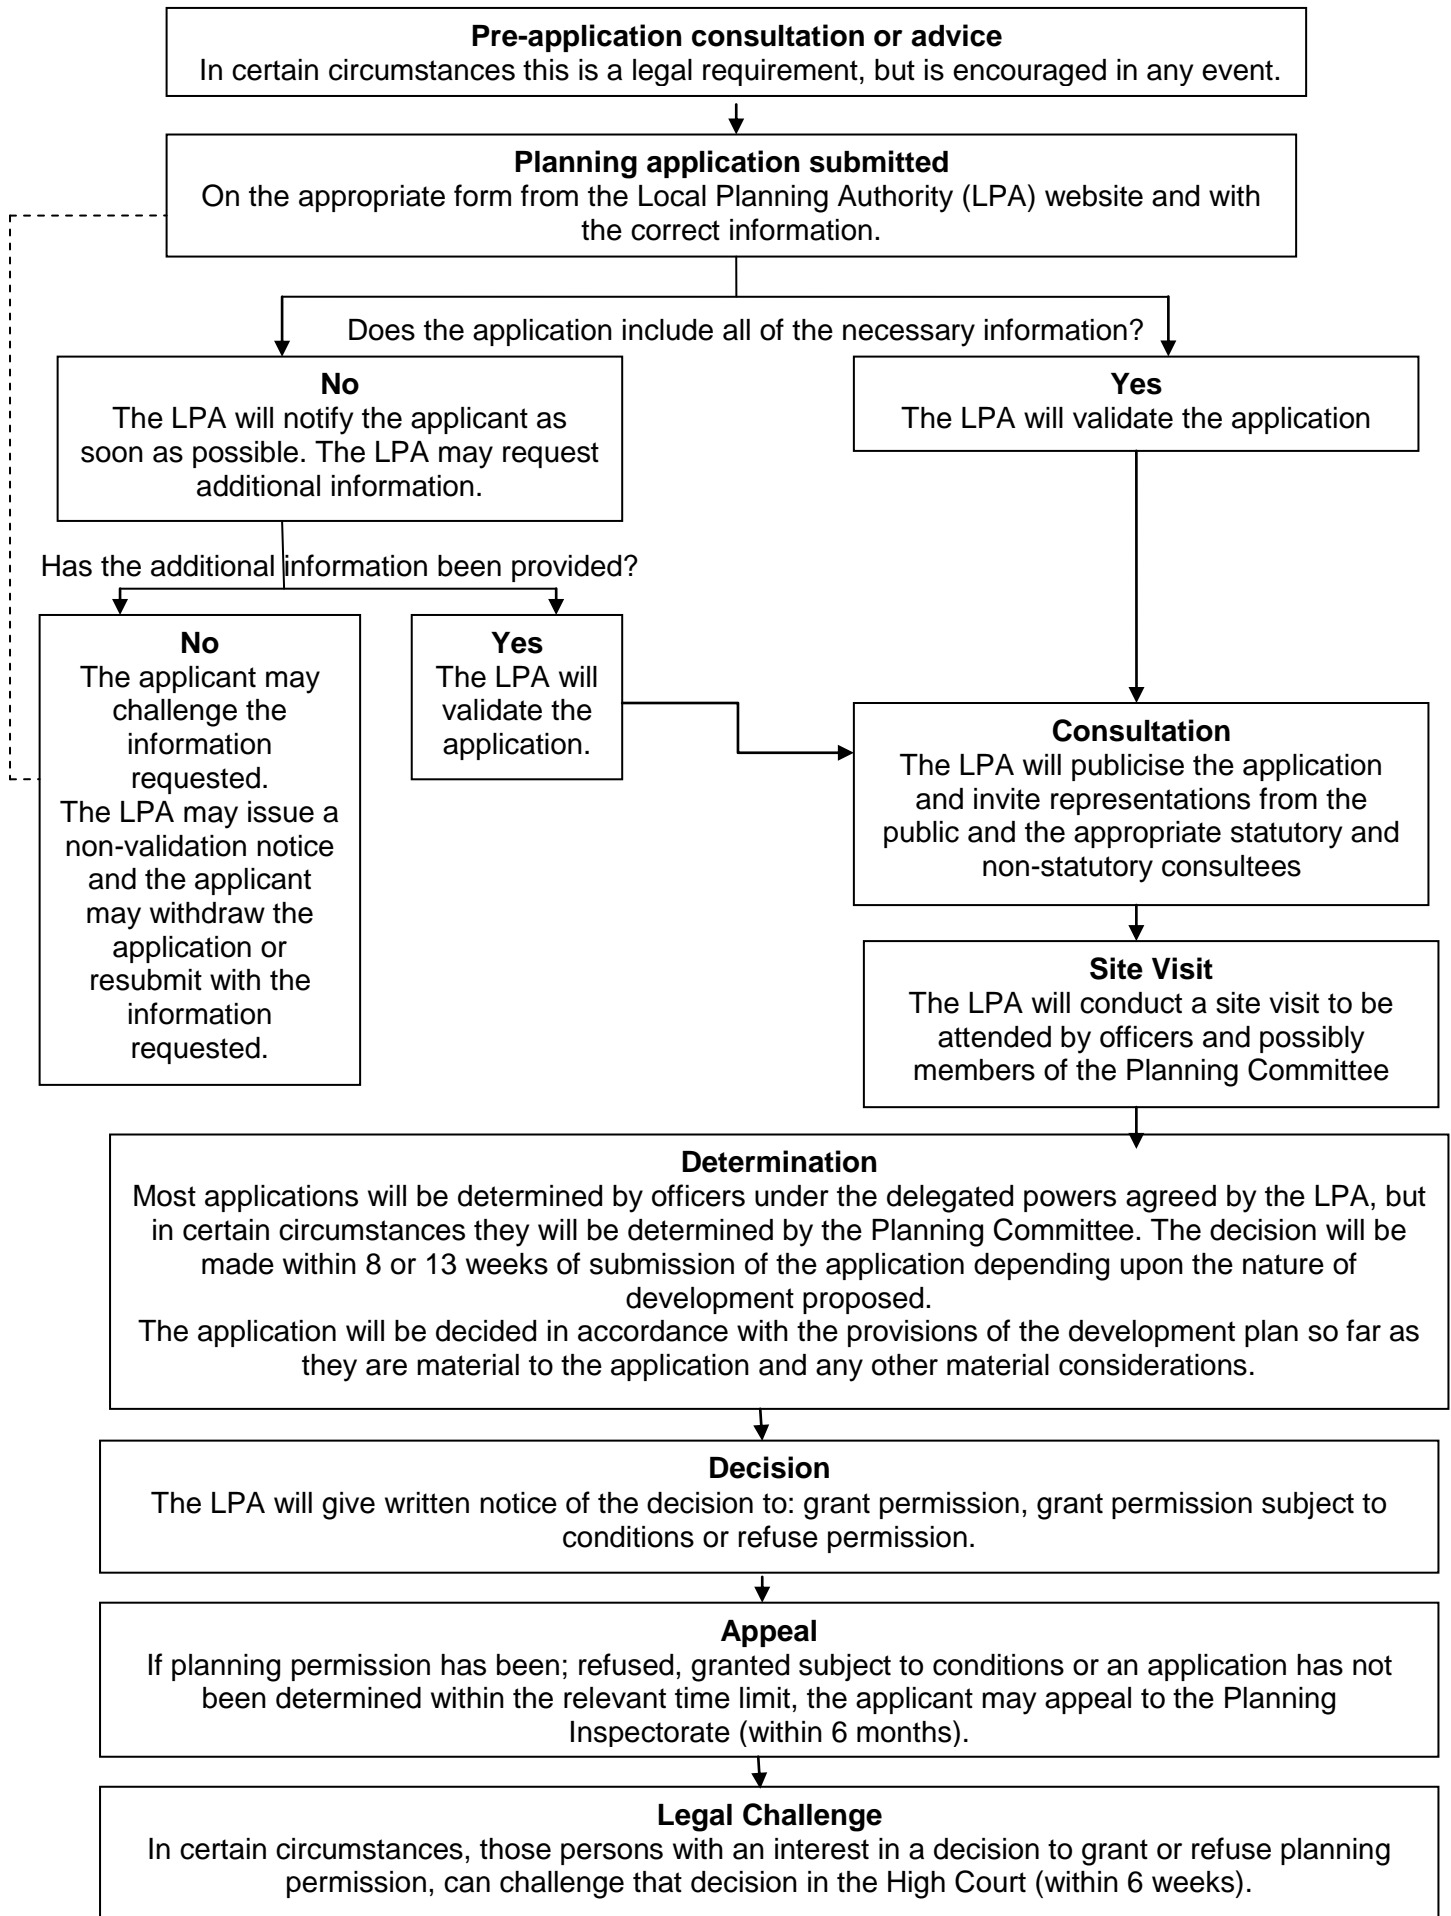 Pre-application consultation or advice
In certain circumstances this is a legal requirement, but is encouraged in any event.
Planning application submitted
On the appropriate form from the Local Planning Authority (LPA) website and with
the correct information.
Does the application include all of the necessary information?
No
The LPA will notify the applicant as
soon as possible. The LPA may request
additional information.
Yes
The LPA will validate the application
Has the additional information been provided?
No
The applicant may
challenge the
information
requested.
The LPA may issue a
non-validation notice
and the applicant
may withdraw the
application or
resubmit with the
information
requested.
Yes
The LPA will
validate the
application.
Consultation
The LPA will publicise the application
and invite representations from the
public and the appropriate statutory and
non-statutory consultees
Site Visit
The LPA will conduct a site visit to be
attended by officers and possibly
members of the Planning Committee
Determination
Most applications will be determined by officers under the delegated powers agreed by the LPA, but
in certain circumstances they will be determined by the Planning Committee. The decision will be
made within 8 or 13 weeks of submission of the application depending upon the nature of
development proposed.
The application will be decided in accordance with the provisions of the development plan so far as
they are material to the application and any other material considerations.
Decision
The LPA will give written notice of the decision to: grant permission, grant permission subject to
conditions or refuse permission.
Appeal
If planning permission has been; refused, granted subject to conditions or an application has not
been determined within the relevant time limit, the applicant may appeal to the Planning
Inspectorate (within 6 months).
Legal Challenge
In certain circumstances, those persons with an interest in a decision to grant or refuse planning
permission, can challenge that decision in the High Court (within 6 weeks).